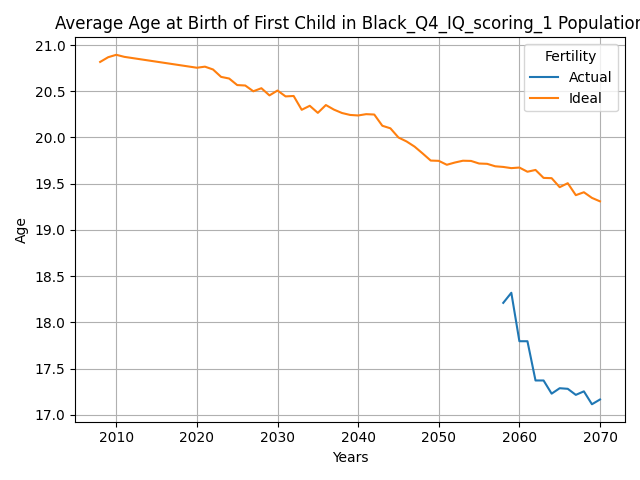 Average Age at Birth of First Child in Black_Q4_IQ_scoring_1 Population
Fertility
Actual
Ideal
21.0
20.5
20.0
19.5
19.0
18.5
18.0
17.5
17.0
Age
2010 2020 2030 2040 2050 2060 2070
Years